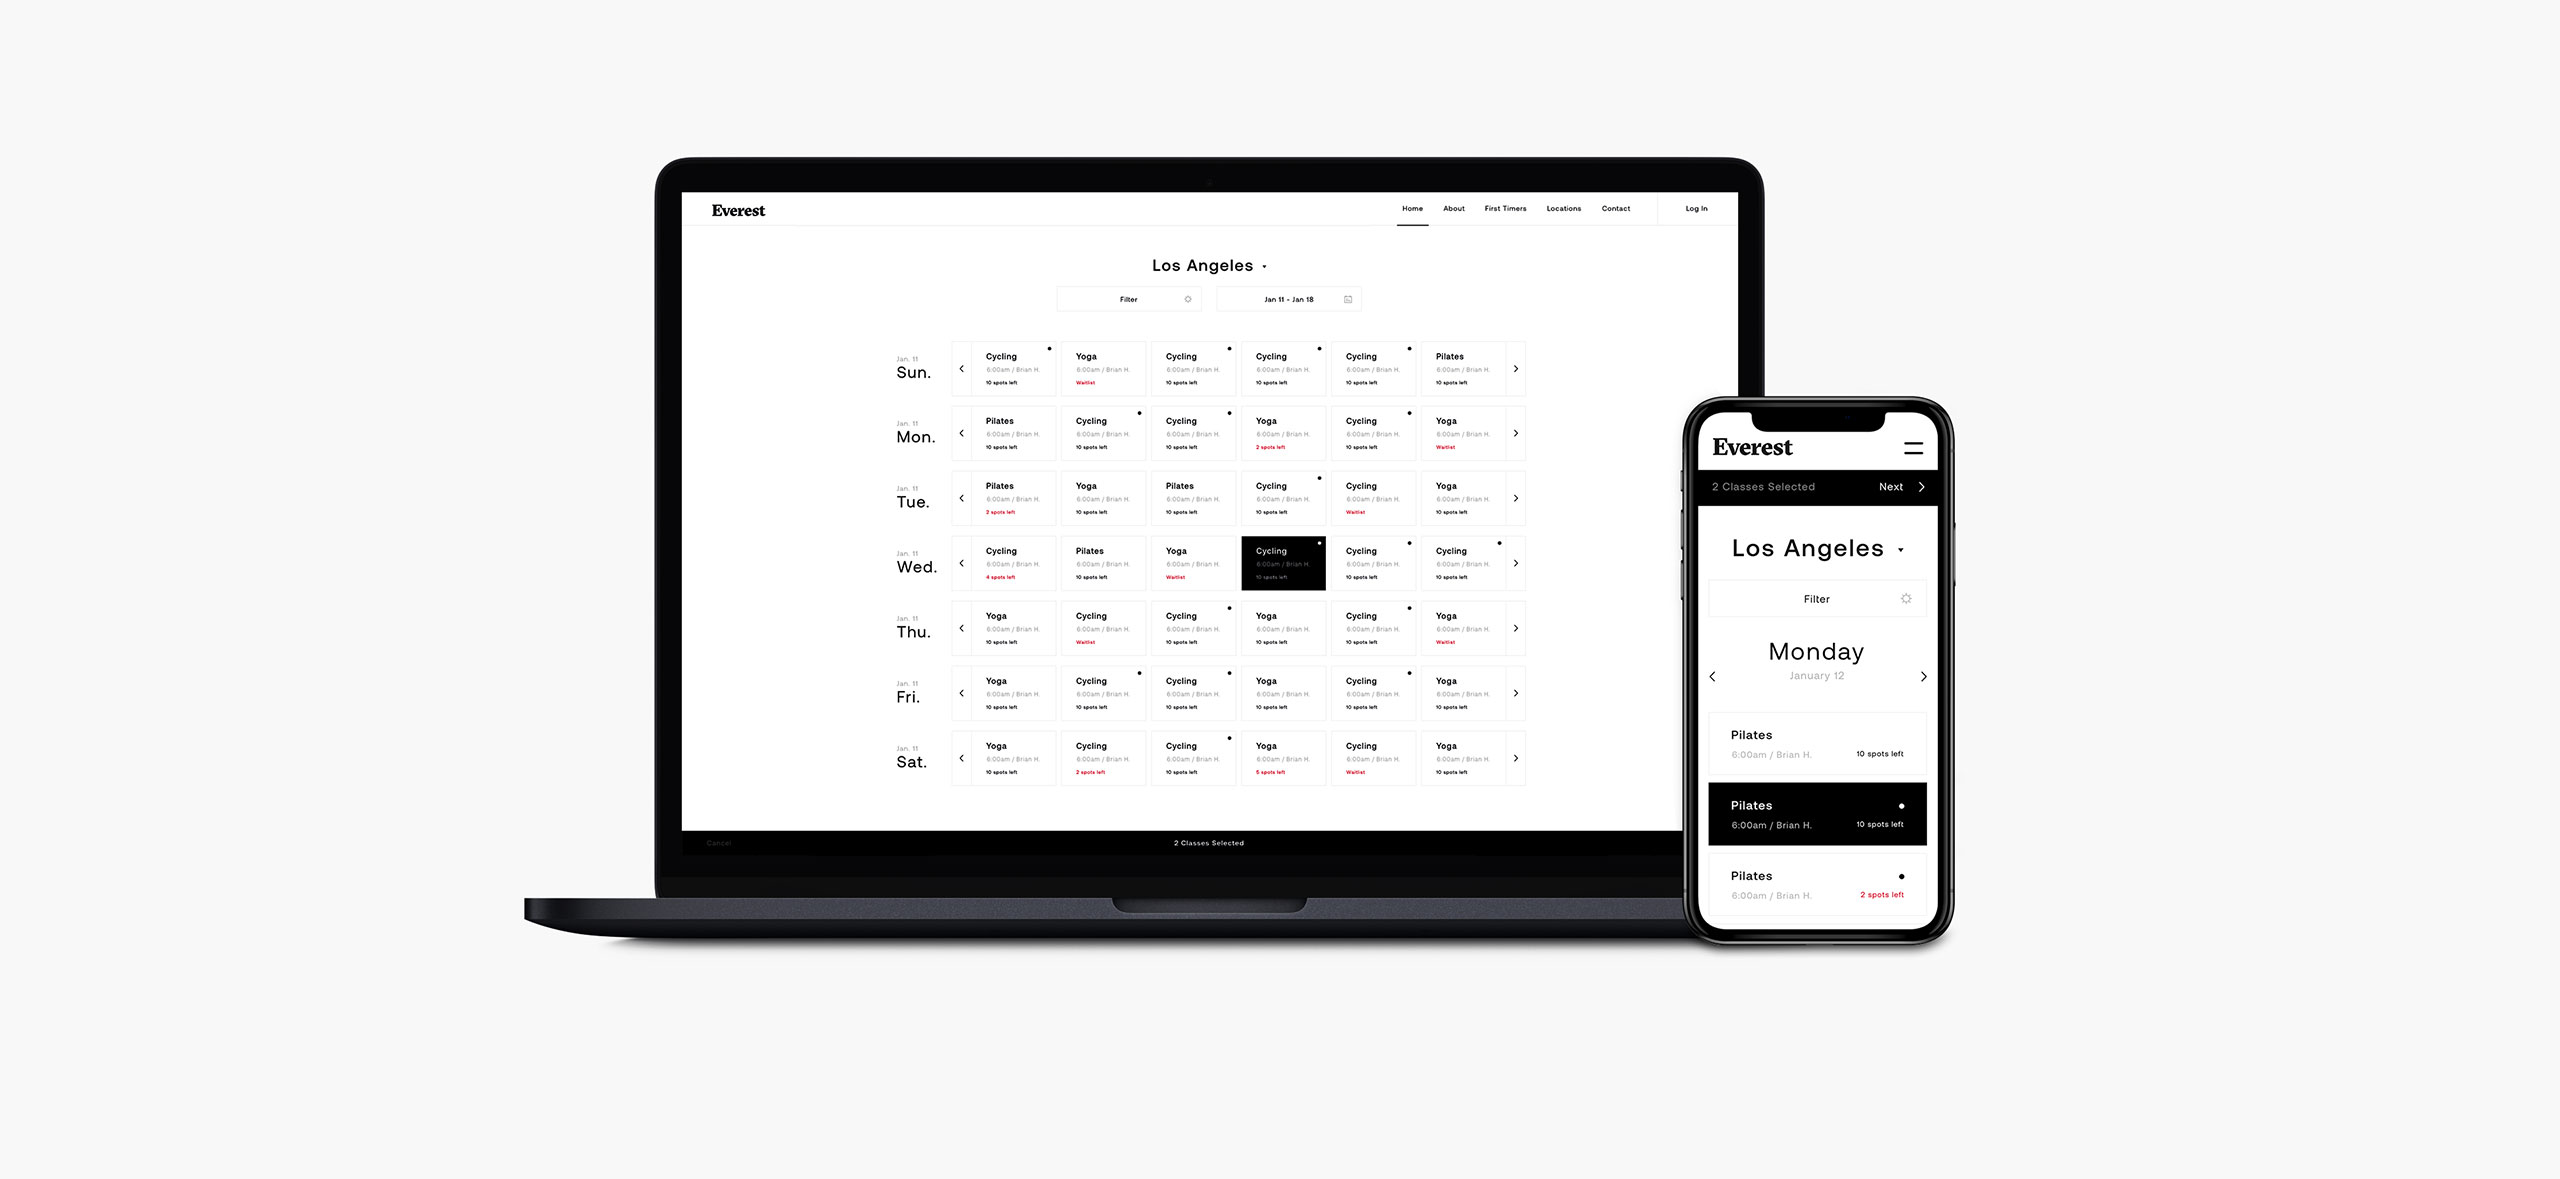 Everest
Home About First Timers Locations Contact Log In
Los Angeles
Filter
Jan 11 - Jan 18
Jan. 11
Sun.
Cycling Yoga Cycling Cycling Cycling Pilates
6:00am / Brian H. 6:00am / Brian H. 6:00am / Brian H. 6:00am / Brian H. 6:00am / Brian H. 6:00am / Brian H.
10 spots left Waitlist 10 spots left 10 spots left 10 spots left 10 spots left
Jan. 11
Mon.
Pilates Cycling Cycling Yoga Cycling Yoga
6:00am / Brian H. 6:00am / Brian H. 6:00am / Brian H. 6:00am / Brian H. 6:00am / Brian H. 6:00am / Brian H.
10 spots left 10 spots left 10 spots left 2 spots left 10 spots left Waitlist
Jan. 11
Tue.
Pilates Yoga Pilates Cycling Cycling Yoga
6:00am / Brian H. 6:00am / Brian H. 6:00am / Brian H. 6:00am / Brian H. 6:00am / Brian H. 6:00am / Brian H.
2 spots left 10 spots left 10 spots left 10 spots left Waitlist 10 spots left
Jan. 11
Wed.
Cycling Pilates Yoga Cycling Cycling Cycling
6:00am / Brian H. 6:00am / Brian H. 6:00am / Brian H. 6:00am / Brian H. 6:00am / Brian H. 6:00am / Brian H.
4 spots left 10 spots left Waitlist 10 spots left 10 spots left 10 spots left
Jan. 11
Thu.
Yoga Cycling Cycling Yoga Cycling Yoga
6:00am / Brian H. 6:00am / Brian H. 6:00am / Brian H. 6:00am / Brian H. 6:00am / Brian H. 6:00am / Brian H.
10 spots left Waitlist 10 spots left 10 spots left 10 spots left Waitlist
Jan. 11
Fri.
Yoga Cycling Cycling Yoga Cycling Yoga
6:00am / Brian H. 6:00am / Brian H. 6:00am / Brian H. 6:00am / Brian H. 6:00am / Brian H. 6:00am / Brian H.
10 spots left 10 spots left 10 spots left 10 spots left 10 spots left 10 spots left
Jan. 11
Sat.
Yoga Cycling Cycling Yoga Cycling Yoga
6:00am / Brian H. 6:00am / Brian H. 6:00am / Brian H. 6:00am / Brian H. 6:00am / Brian H. 6:00am / Brian H.
10 spots left 2 spots left 10 spots left 5 spots left Waitlist 10 spots left
Cancel 2 Classes Selected
Everest
2 Classes Selected Next
Los Angeles
Filter
Monday
January 12
Pilates
6:00am / Brian H. 10 spots left
Pilates
6:00am / Brian H. 10 spots left
Pilates
6:00am / Brian H. 2 spots left